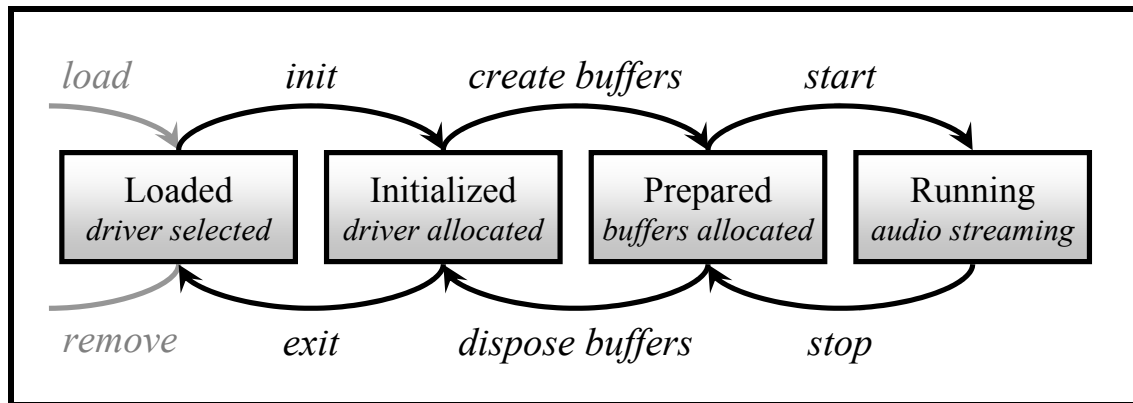 load init create buffers start
Loaded Initialized Prepared Running
driver selected driver allocated buffers allocated audio streaming
remove exit dispose buffers stop